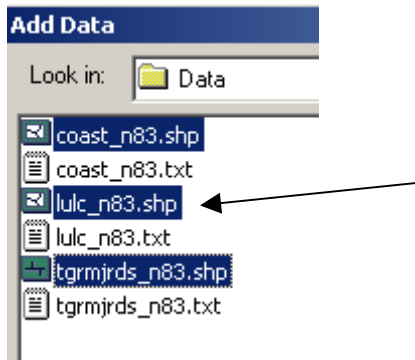 Add Data
Look in: Data
coast_n83.shp
coast_n83.txt
lulc_n83.shp
lulc_n83.txt
tgrmjrds_n83.shp
tgrmjrds_n83.txt